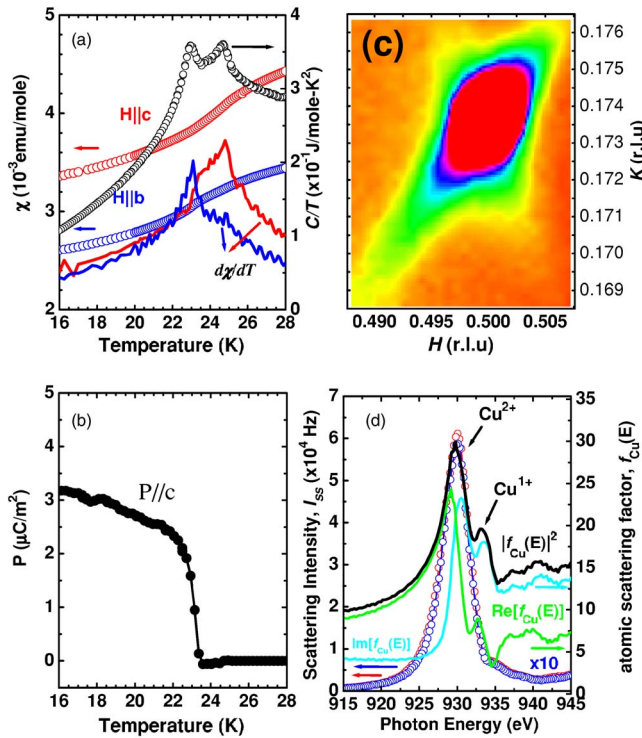 (a)
χ (10⁻³emu/mole)
5
4
3
2
H||c
H||b
dχ/dT
4
3
2
1
0
C/T (x10⁻¹J/mole-K²)
16 18 20 22 24 26 28
Temperature (K)
(c)
0.176
0.175
0.174
0.173
0.172
0.171
0.170
0.169
K (r.l.u)
0.490 0.495 0.500 0.505
H (r.l.u)
(b)
P (μC/m²)
5
4
3
2
1
0
P//c
16 18 20 22 24 26 28
Temperature (K)
(d)
Scattering Intensity, I_SS (x10⁴ Hz)
7
6
5
4
3
2
1
0
Cu²⁺
Cu¹⁺
|f_Cu(E)|²
Re[f_Cu(E)]
Im[f_Cu(E)]
x10
35
30
25
20
15
10
5
0
atomic scattering factor, f_Cu(E)
915 920 925 930 935 940 945
Photon Energy (eV)